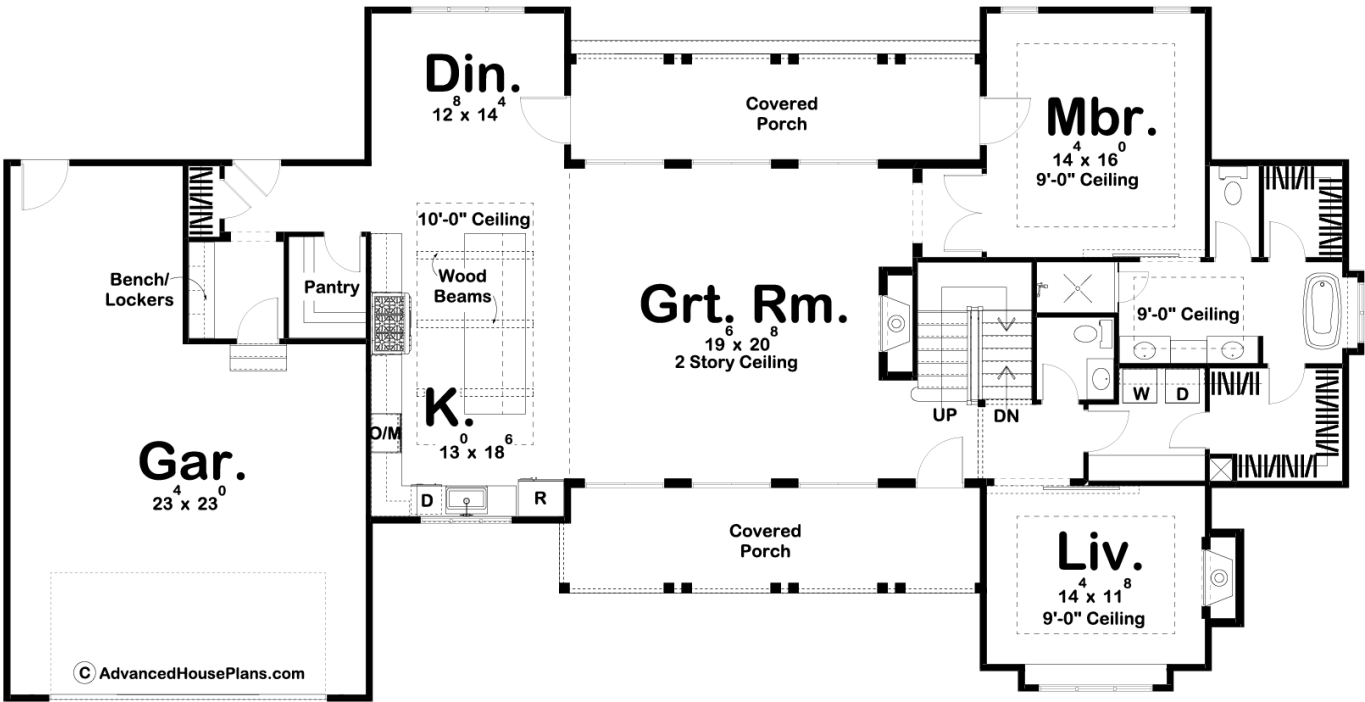 Din.
12⁸ x 14⁴
Covered
Porch
Mbr.
14⁴ x 16⁰
9'-0" Ceiling
10'-0" Ceiling
Wood
Beams
Bench/
Lockers
Pantry
Grt. Rm.
19⁶ x 20⁸
2 Story Ceiling
9'-0" Ceiling
K.
13⁰ x 18⁶
O/M
D
R
UP
DN
W
D
Gar.
23⁴ x 23⁰
Covered
Porch
Liv.
14⁴ x 11⁸
9'-0" Ceiling
© AdvancedHousePlans.com